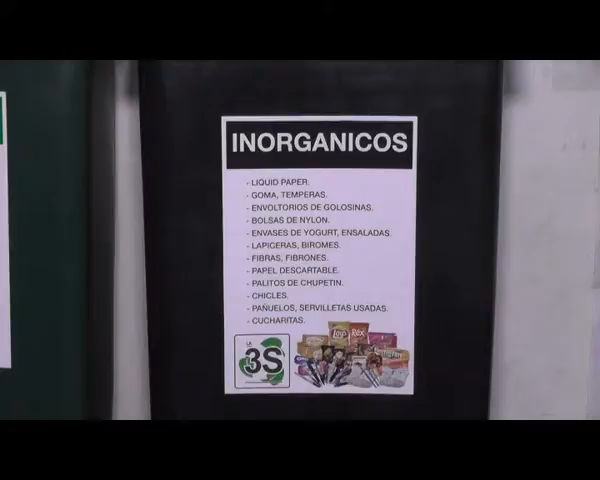 INORGANICOS
- LIQUID PAPER.
- GOMA, TEMPERAS.
- ENVOLTORIOS DE GOLOSINAS.
- BOLSAS DE NYLON.
- ENVASES DE YOGURT, ENSALADAS.
- LAPICERAS, BIROMES.
- FIBRAS, FIBRONES.
- PAPEL DESCARTABLE.
- PALITOS DE CHUPETIN.
- CHICLES.
- PAÑUELOS, SERVILLETAS USADAS.
- CUCHARITAS.
LA
3S